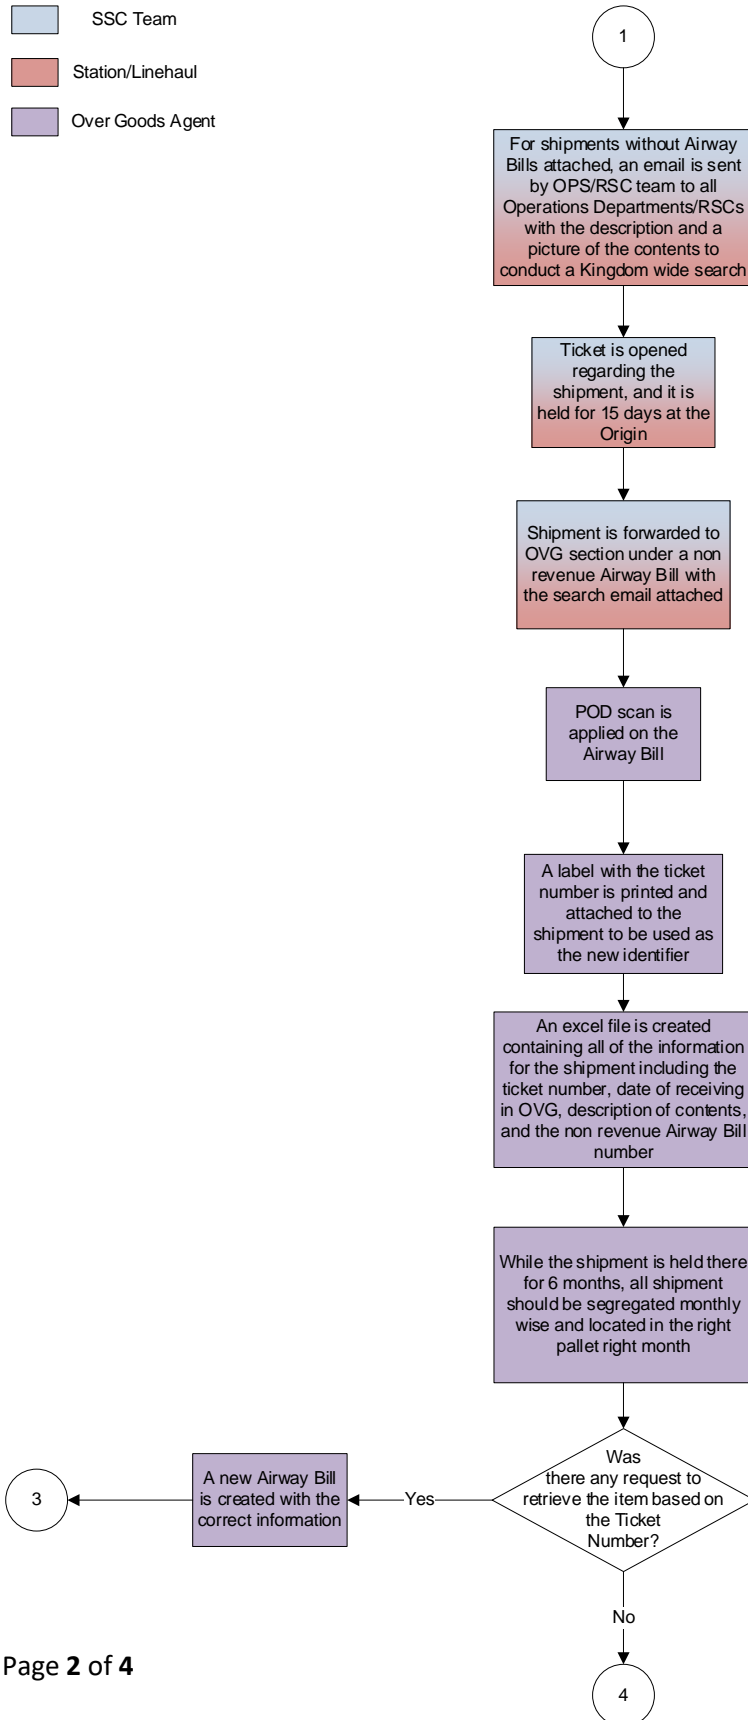 SSC Team
Station/Linehaul
Over Goods Agent
1
For shipments without Airway
Bills attached, an email is sent
by OPS/RSC team to all
Operations Departments/RSCs
with the description and a
picture of the contents to
conduct a Kingdom wide search
Ticket is opened
regarding the
shipment, and it is
held for 15 days at the
Origin
Shipment is forwarded to
OVG section under a non
revenue Airway Bill with
the search email attached
POD scan is
applied on the
Airway Bill
A label with the ticket
number is printed and
attached to the
shipment to be used as
the new identifier
An excel file is created
containing all of the information
for the shipment including the
ticket number, date of receiving
in OVG, description of contents,
and the non revenue Airway Bill
number
While the shipment is held there
for 6 months, all shipment
should be segregated monthly
wise and located in the right
pallet right month
Was
there any request to
retrieve the item based on
the Ticket
Number?
Yes
A new Airway Bill
is created with the
correct information
3
No
4
Page 2 of 4